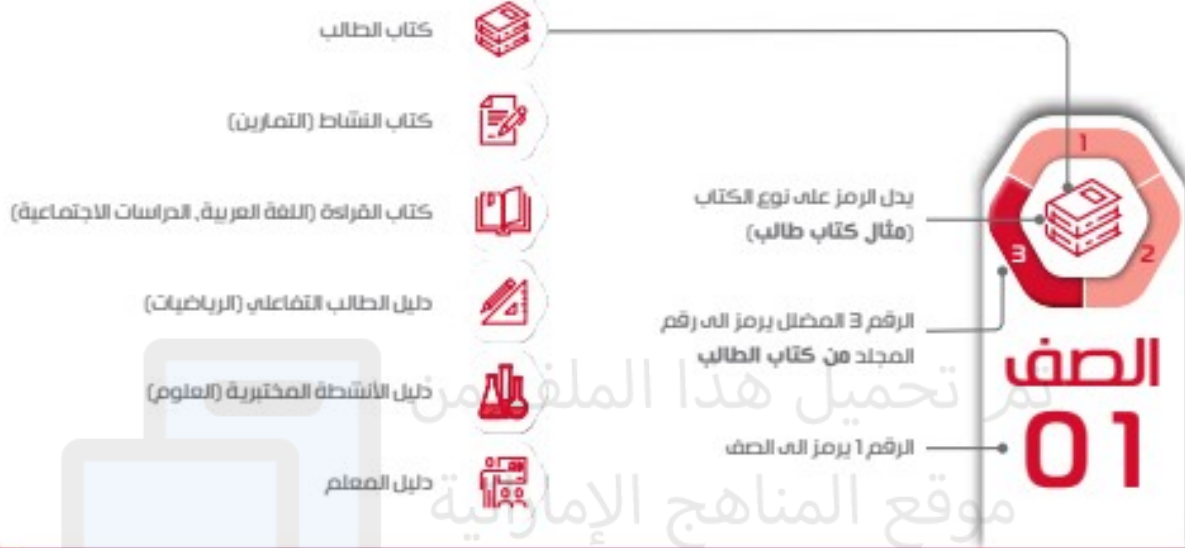 1
2
3
الصف
01
يدل الرمز على نوع الكتاب
(مثال كتاب طالب)
الرقم 3 المضلل يرمز الى رقم
المجلد من كتاب الطالب
الرقم 1 يرمز الى الصف
كتاب الطالب
كتاب النشاط (التمارين)
كتاب القراءة (اللغة العربية, الدراسات الاجتماعية)
دليل الطالب التفاعلي (الرياضيات)
دليل الأنشطة المختبرية (العلوم)
دليل المعلم
تم تحميل هذا الملف من
موقع المناهج الإماراتية